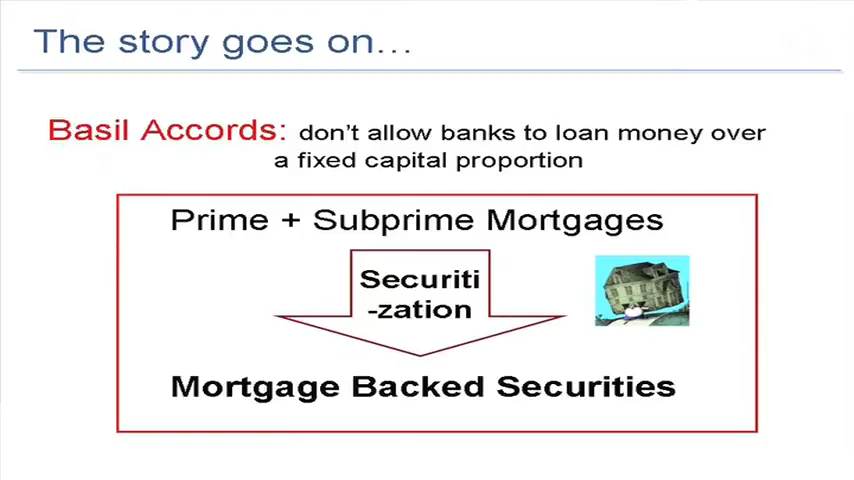 The story goes on...
Basil Accords: don't allow banks to loan money over
a fixed capital proportion
Prime + Subprime Mortgages
Securiti
-zation
Mortgage Backed Securities